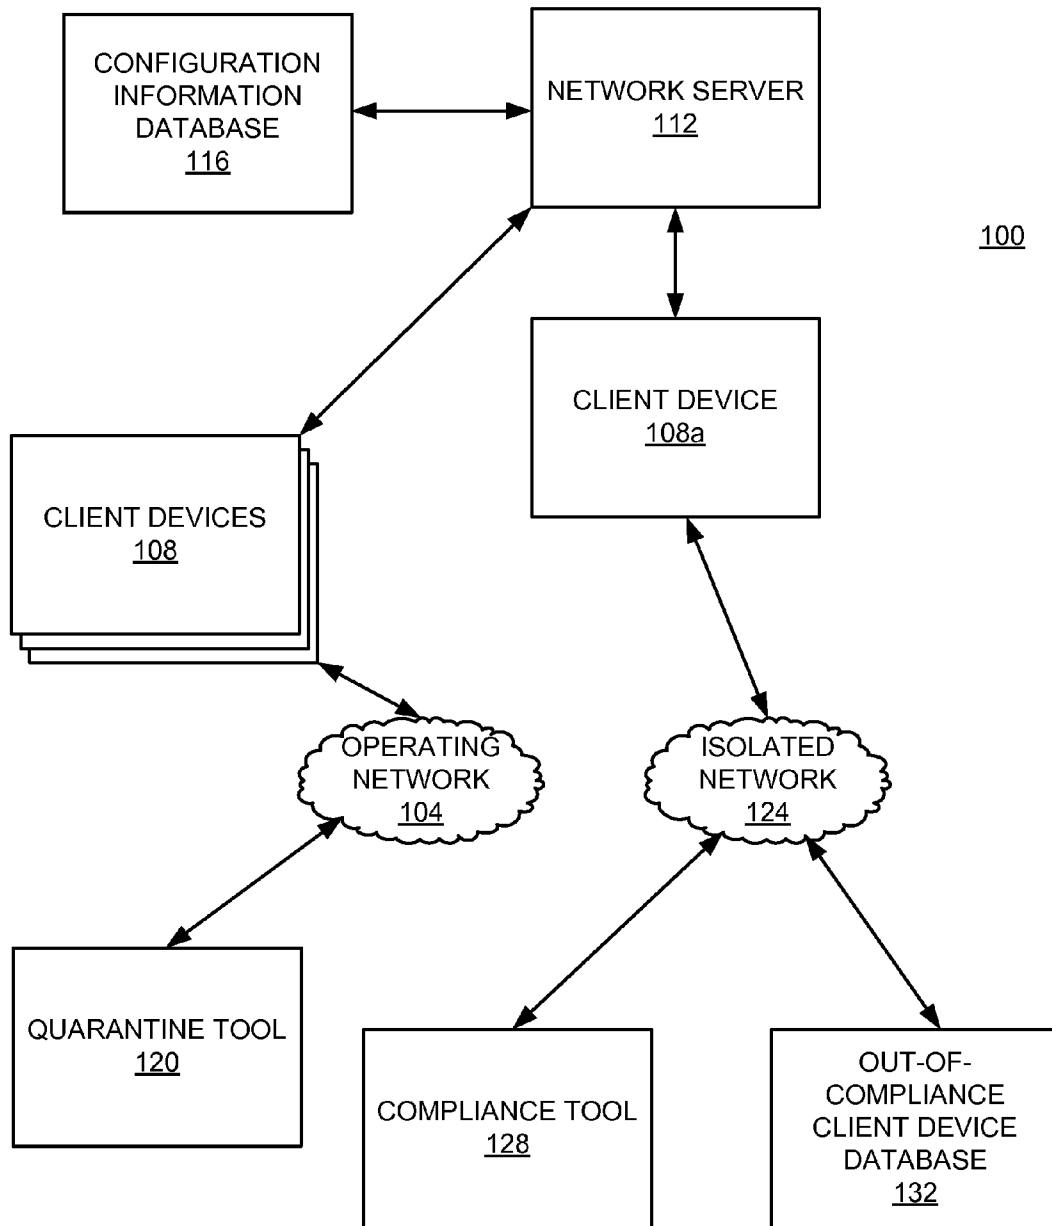 CONFIGURATION
INFORMATION
DATABASE
116
NETWORK SERVER
112
100
CLIENT DEVICE
108a
CLIENT DEVICES
108
OPERATING
NETWORK
104
ISOLATED
NETWORK
124
QUARANTINE TOOL
120
COMPLIANCE TOOL
128
OUT-OF-
COMPLIANCE
CLIENT DEVICE
DATABASE
132